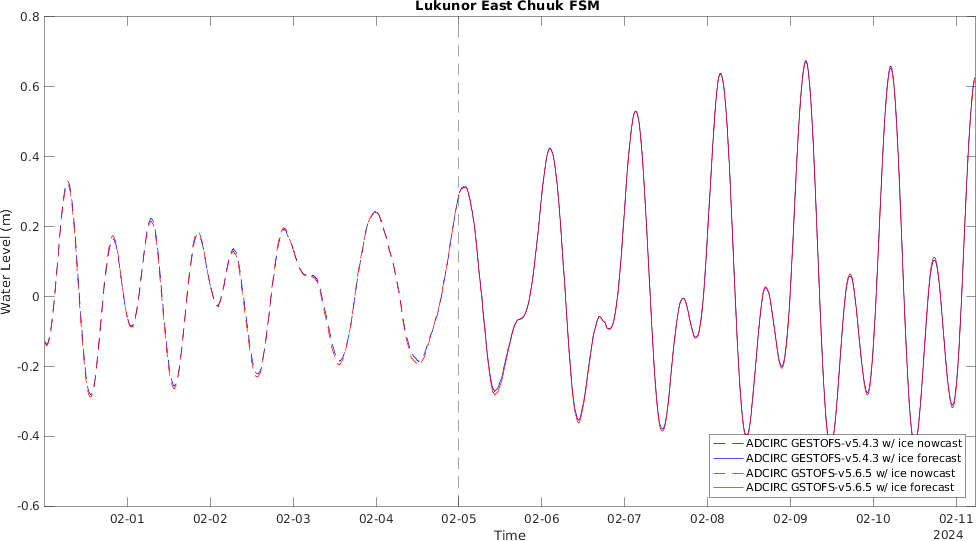 Lukunor East Chuuk FSM
0.8
0.6
0.4
0.2
0
-0.2
-0.4
-0.6
Water Level (m)
ADCIRC GESTOFS-v5.4.3 w/ ice nowcast
ADCIRC GESTOFS-v5.4.3 w/ ice forecast
ADCIRC GSTOFS-v5.6.5 w/ ice nowcast
ADCIRC GSTOFS-v5.6.5 w/ ice forecast
02-01 02-02 02-03 02-04 02-05 02-06 02-07 02-08 02-09 02-10 02-11
Time 2024